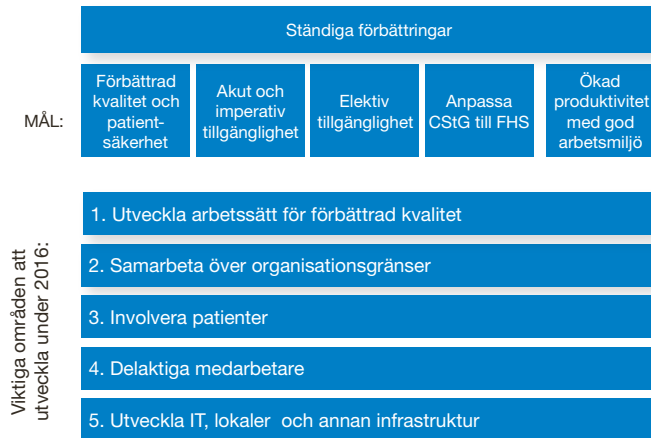 Ständiga förbättringar
MÅL:
Förbättrad
kvalitet och
patient-
säkerhet
Akut och
imperativ
tillgänglighet
Elektiv
tillgänglighet
Anpassa
CStG till FHS
Ökad
produktivitet
med god
arbetsmiljö
Viktiga områden att
utveckla under 2016:
1. Utveckla arbetssätt för förbättrad kvalitet
2. Samarbeta över organisationsgränser
3. Involvera patienter
4. Delaktiga medarbetare
5. Utveckla IT, lokaler och annan infrastruktur